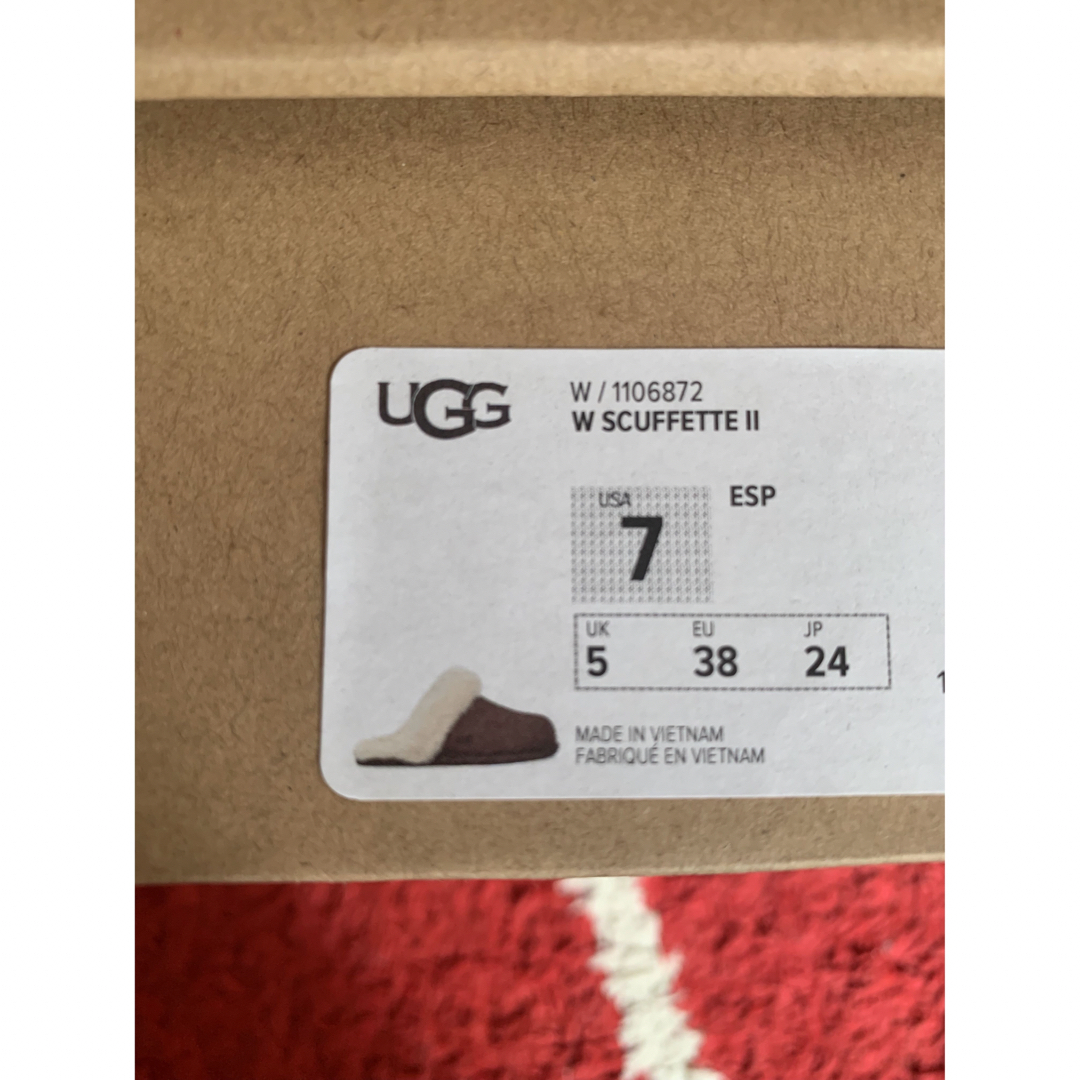 UGG
W / 1106872
W SCUFFETTE II
USA
7
ESP
UK EU JP
5 38 24
MADE IN VIETNAM
FABRIQUÉ EN VIETNAM